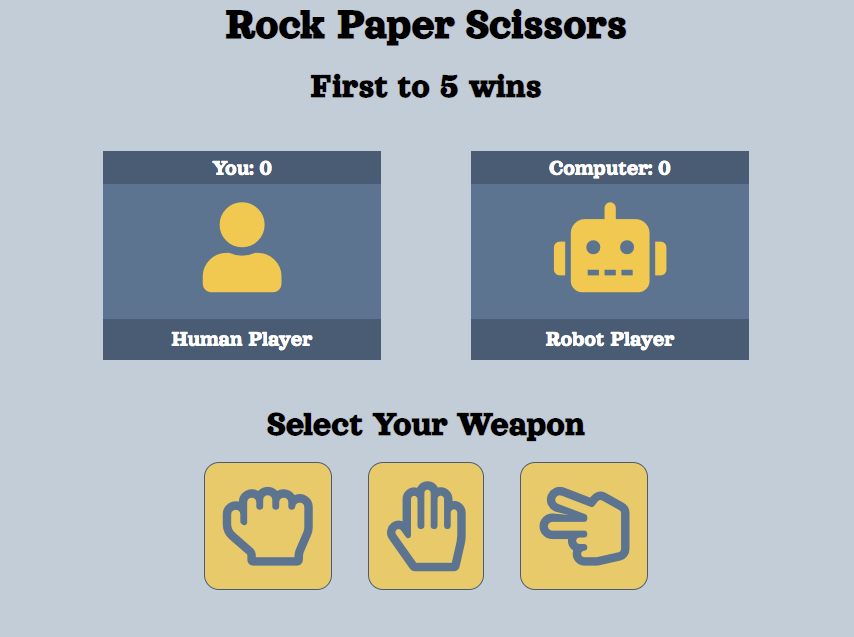 Rock Paper Scissors
First to 5 wins
You: 0
Computer: 0
Human Player
Robot Player
Select Your Weapon